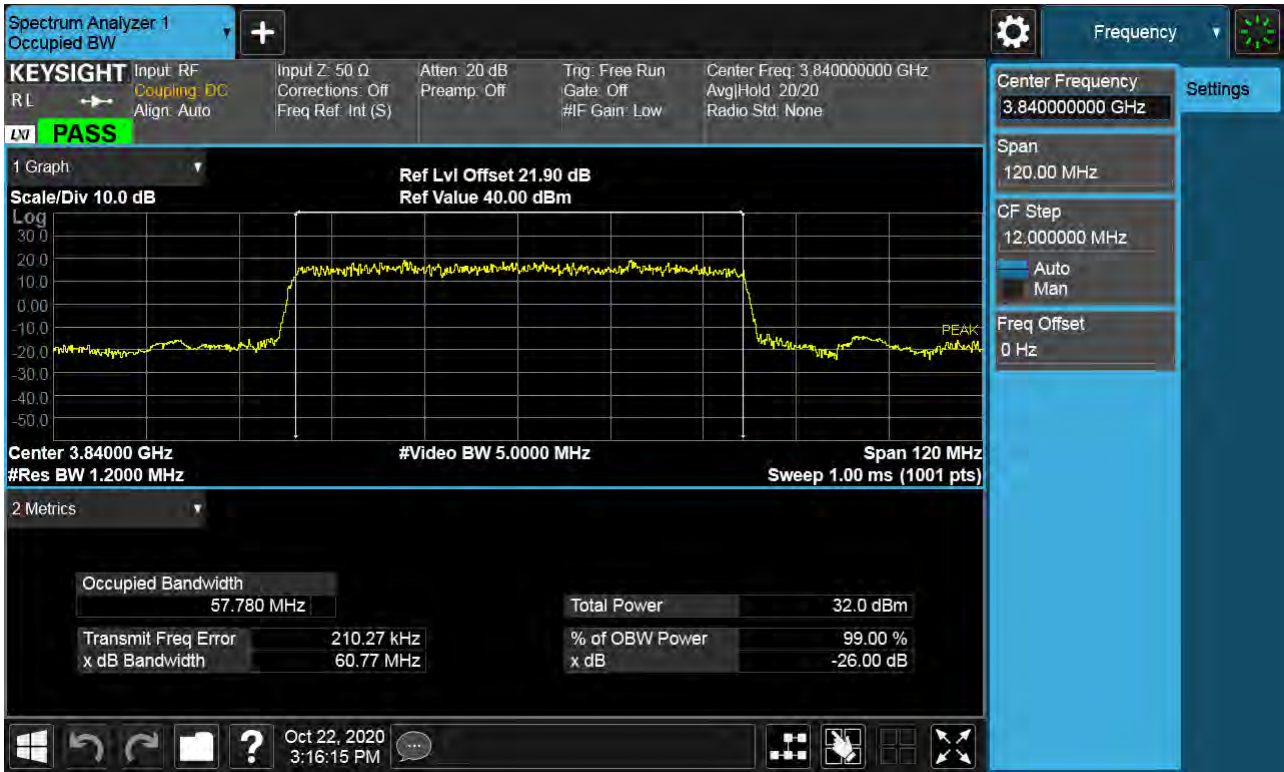 Spectrum Analyzer 1
Occupied BW
+
Frequency
KEYSIGHT
RL
LXI
PASS
Input: RF
Coupling: DC
Align: Auto
Input Z: 50 Ω
Corrections: Off
Freq Ref: Int (S)
Atten: 20 dB
Preamp: Off
Trig: Free Run
Gate: Off
#IF Gain: Low
Center Freq: 3.840000000 GHz
Avg|Hold: 20/20
Radio Std: None
Center Frequency
3.840000000 GHz
Settings
Span
120.00 MHz
CF Step
12.000000 MHz
Auto
Man
Freq Offset
0 Hz
1 Graph
Scale/Div 10.0 dB
Ref Lvl Offset 21.90 dB
Ref Value 40.00 dBm
Log
30.0
20.0
10.0
0.00
-10.0
-20.0
-30.0
-40.0
-50.0
PEAK
Center 3.84000 GHz
#Res BW 1.2000 MHz
#Video BW 5.0000 MHz
Span 120 MHz
Sweep 1.00 ms (1001 pts)
2 Metrics
Occupied Bandwidth
57.780 MHz
Transmit Freq Error 210.27 kHz
x dB Bandwidth 60.77 MHz
Total Power 32.0 dBm
% of OBW Power 99.00 %
x dB -26.00 dB
?
Oct 22, 2020
3:16:15 PM